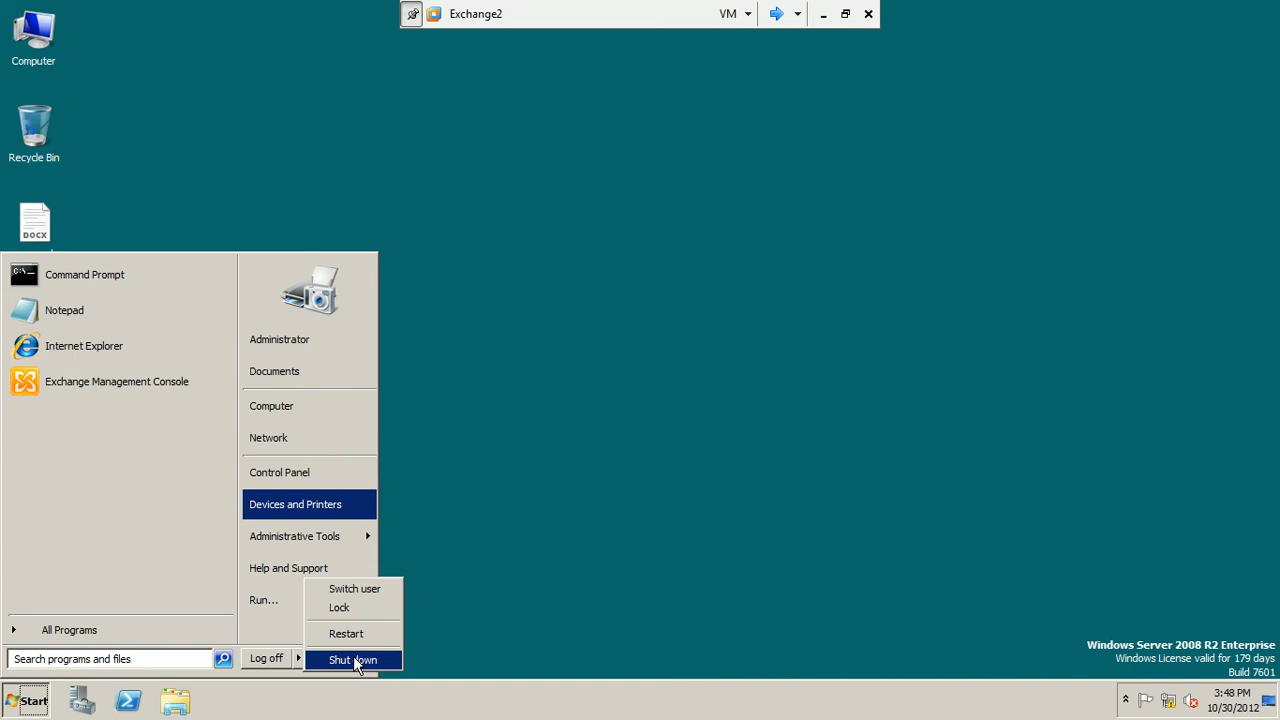 Exchange2
VM
Computer
Recycle Bin
DOCX
Command Prompt
Notepad
Internet Explorer
Exchange Management Console
All Programs
Search programs and files
Administrator
Documents
Computer
Network
Control Panel
Devices and Printers
Administrative Tools
Help and Support
Run...
Log off
Switch user
Lock
Restart
Shut down
Windows Server 2008 R2 Enterprise
Windows License valid for 179 days
Build 7601
Start
3:48 PM
10/30/2012